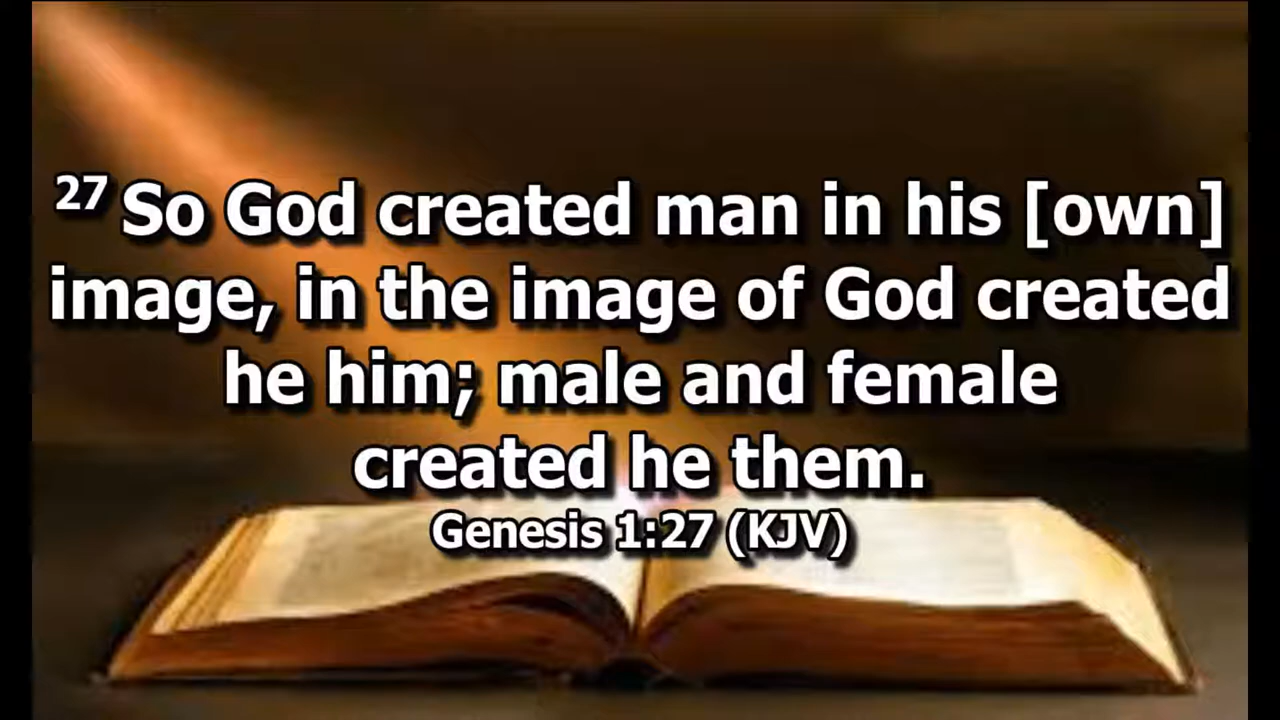 27 So God created man in his [own]
image, in the image of God created
he him; male and female
created he them.
Genesis 1:27 (KJV)